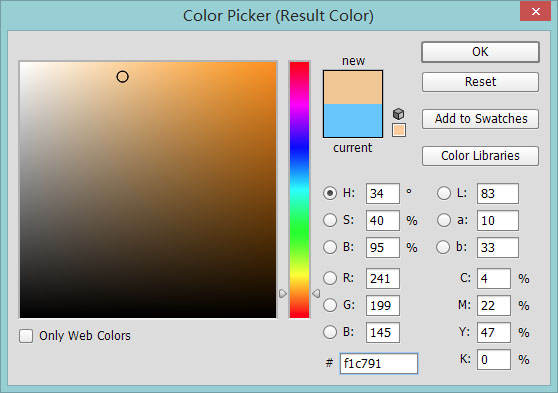 Color Picker (Result Color)
new
current
OK
Reset
Add to Swatches
Color Libraries
H: 34 °
S: 40 %
B: 95 %
R: 241
G: 199
B: 145
# f1c791
L: 83
a: 10
b: 33
C: 4 %
M: 22 %
Y: 47 %
K: 0 %
Only Web Colors